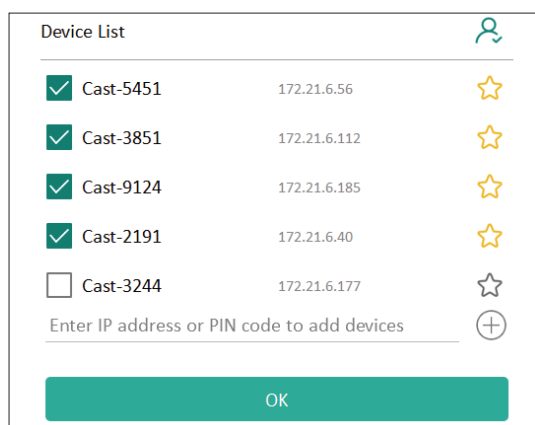 Device List
Cast-5451 172.21.6.56
Cast-3851 172.21.6.112
Cast-9124 172.21.6.185
Cast-2191 172.21.6.40
Cast-3244 172.21.6.177
Enter IP address or PIN code to add devices
OK